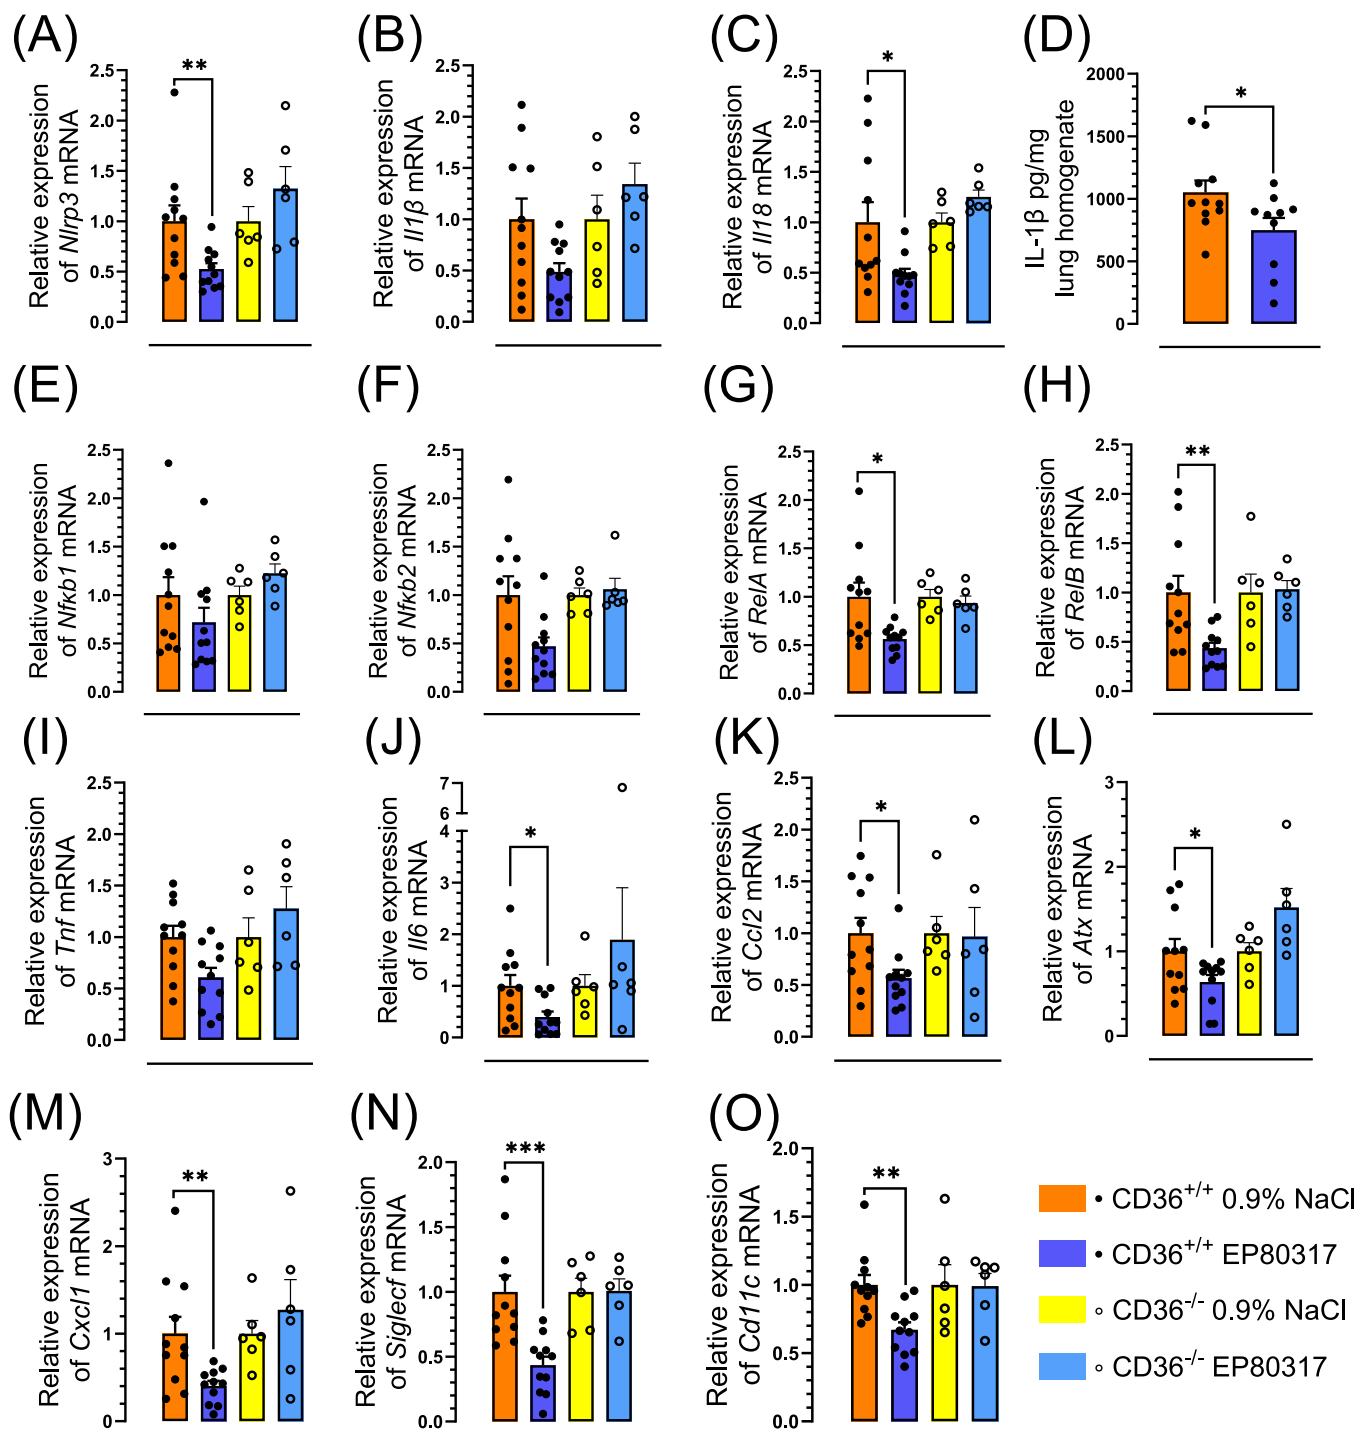 (A)
Relative expression
of Nlrp3 mRNA
2.5
2.0
1.5
1.0
0.5
0.0
**
(B)
Relative expression
of Il1β mRNA
2.5
2.0
1.5
1.0
0.5
0.0
(C)
Relative expression
of Il18 mRNA
2.5
2.0
1.5
1.0
0.5
0.0
*
(D)
IL-1β pg/mg
lung homogenate
2000
1500
1000
500
0
*
(E)
Relative expression
of Nfkb1 mRNA
2.5
2.0
1.5
1.0
0.5
0.0
(F)
Relative expression
of Nfkb2 mRNA
2.5
2.0
1.5
1.0
0.5
0.0
(G)
Relative expression
of RelA mRNA
2.5
2.0
1.5
1.0
0.5
0.0
*
(H)
Relative expression
of RelB mRNA
2.5
2.0
1.5
1.0
0.5
0.0
**
(I)
Relative expression
of Tnf mRNA
2.5
2.0
1.5
1.0
0.5
0.0
(J)
Relative expression
of Il6 mRNA
7
6
4
3
2
1
0
*
(K)
Relative expression
of Ccl2 mRNA
2.5
2.0
1.5
1.0
0.5
0.0
*
(L)
Relative expression
of Atx mRNA
3
2
1
0
*
(M)
Relative expression
of Cxcl1 mRNA
3
2
1
0
**
(N)
Relative expression
of Siglecf mRNA
2.0
1.5
1.0
0.5
0.0
***
(O)
Relative expression
of Cd11c mRNA
2.0
1.5
1.0
0.5
0.0
**
CD36+/+ 0.9% NaCl
CD36+/+ EP80317
CD36-/- 0.9% NaCl
CD36-/- EP80317